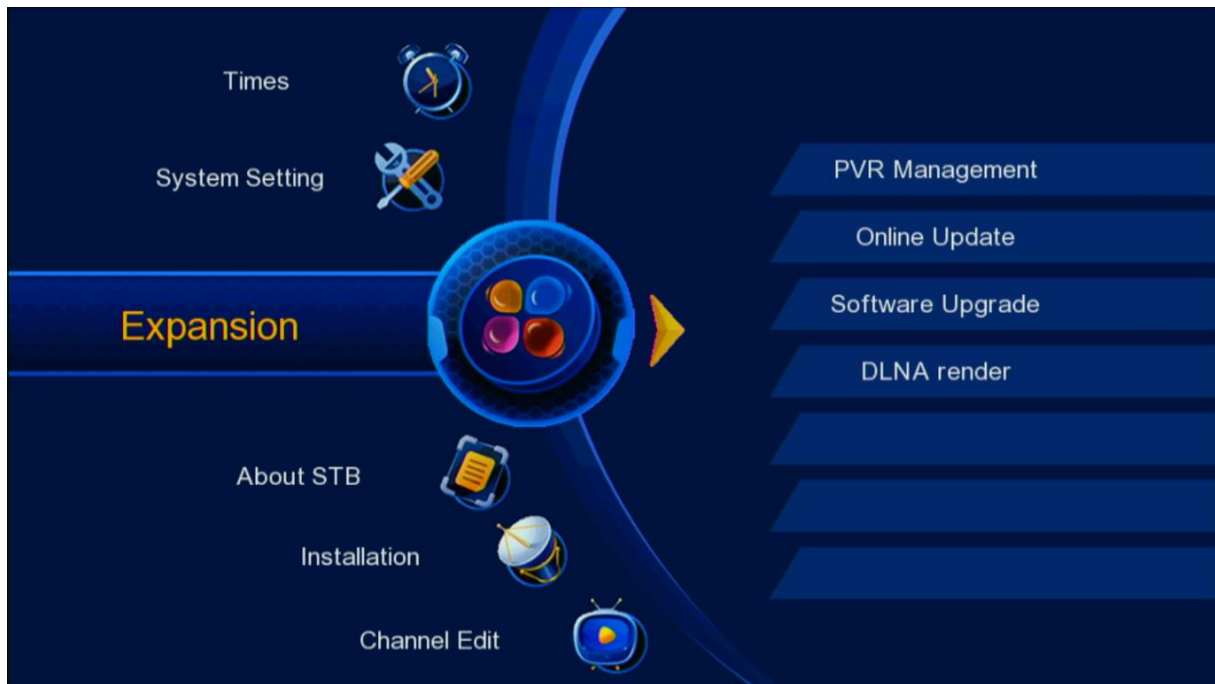 Times
System Setting
Expansion
About STB
Installation
Channel Edit
PVR Management
Online Update
Software Upgrade
DLNA render